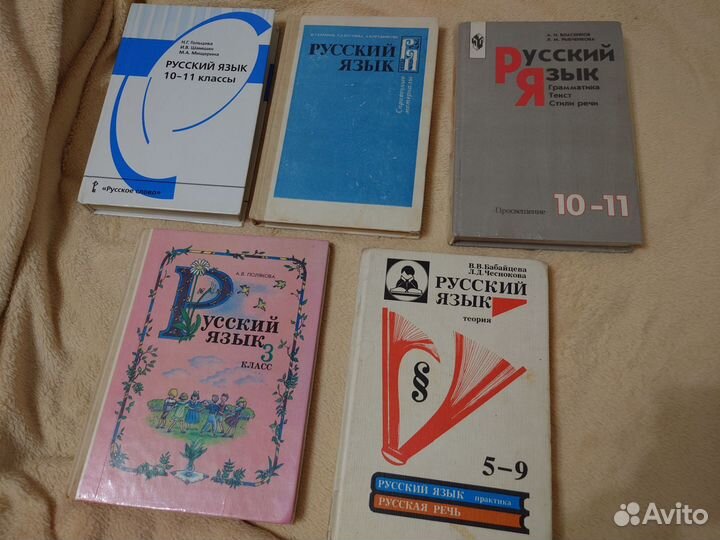 Н.Г. Гольцова
И.В. Шамшин
М.А. Мищерина
РУССКИЙ ЯЗЫК
10-11 классы
«Русское слово»
РУССКИЙ
ЯЗЫК
Справочные
материалы
А. И. ВЛАСЕНКОВ
Л. М. РЫБЧЕНКОВА
Русский
Язык
Грамматика
Текст
Стили речи
Просвещение
10-11
А.В. ПОЛЯКОВА
Русский
язык
3
класс
В.В.Бабайцева
Л.Д.Чеснокова
РУССКИЙ
ЯЗЫК
теория
§
5-9
РУССКИЙ ЯЗЫК практика
РУССКАЯ РЕЧЬ
Avito